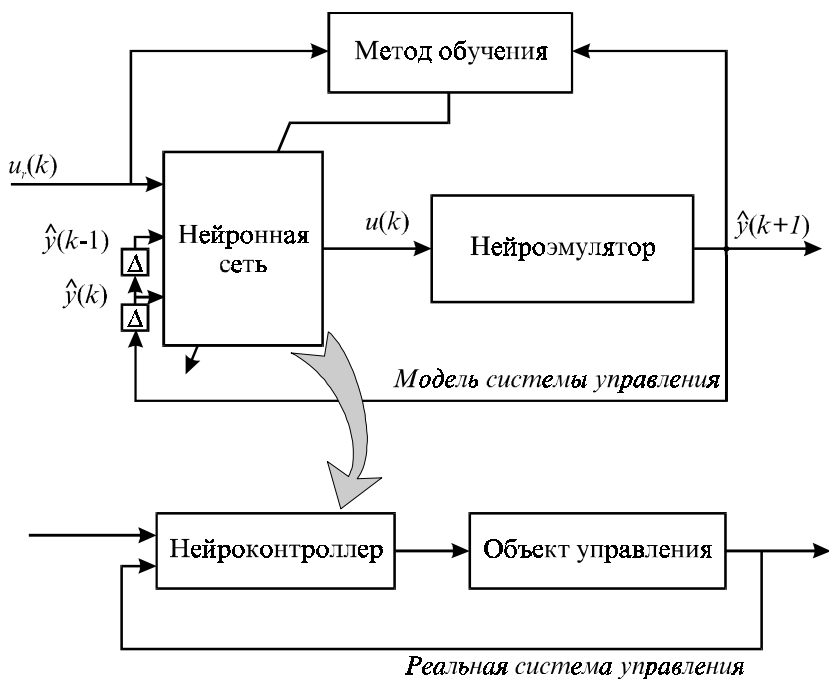 Метод обучения
u_r(k)
ŷ(k-1)
Δ
ŷ(k)
Δ
Нейронная
сеть
u(k)
Нейроэмулятор
ŷ(k+1)
Модель системы управления
Нейроконтроллер
Объект управления
Реальная система управления